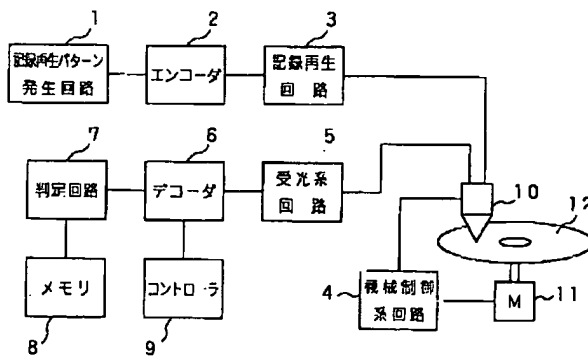 1
2
3
記録再生パターン
発生回路
エンコーダ
記録再生
回路
7
6
5
判定回路
デコーダ
受光系
回路
10
12
メモリ
コントローラ
4
機械制御
系回路
M
11
8
9